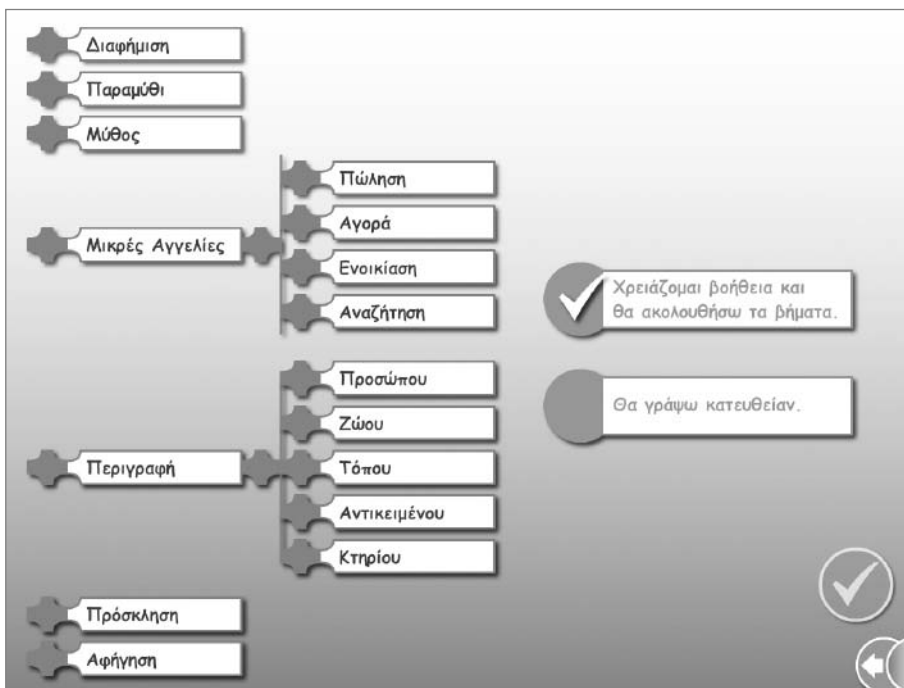 Διαφήμιση
Παραμύθι
Μύθος
Μικρές Αγγελίες
Πώληση
Αγορά
Ενοικίαση
Αναζήτηση
Περιγραφή
Προσώπου
Ζώου
Τόπου
Αντικειμένου
Κτηρίου
Πρόσκληση
Αφήγηση
Χρειάζομαι βοήθεια και
θα ακολουθήσω τα βήματα.
Θα γράψω κατευθείαν.